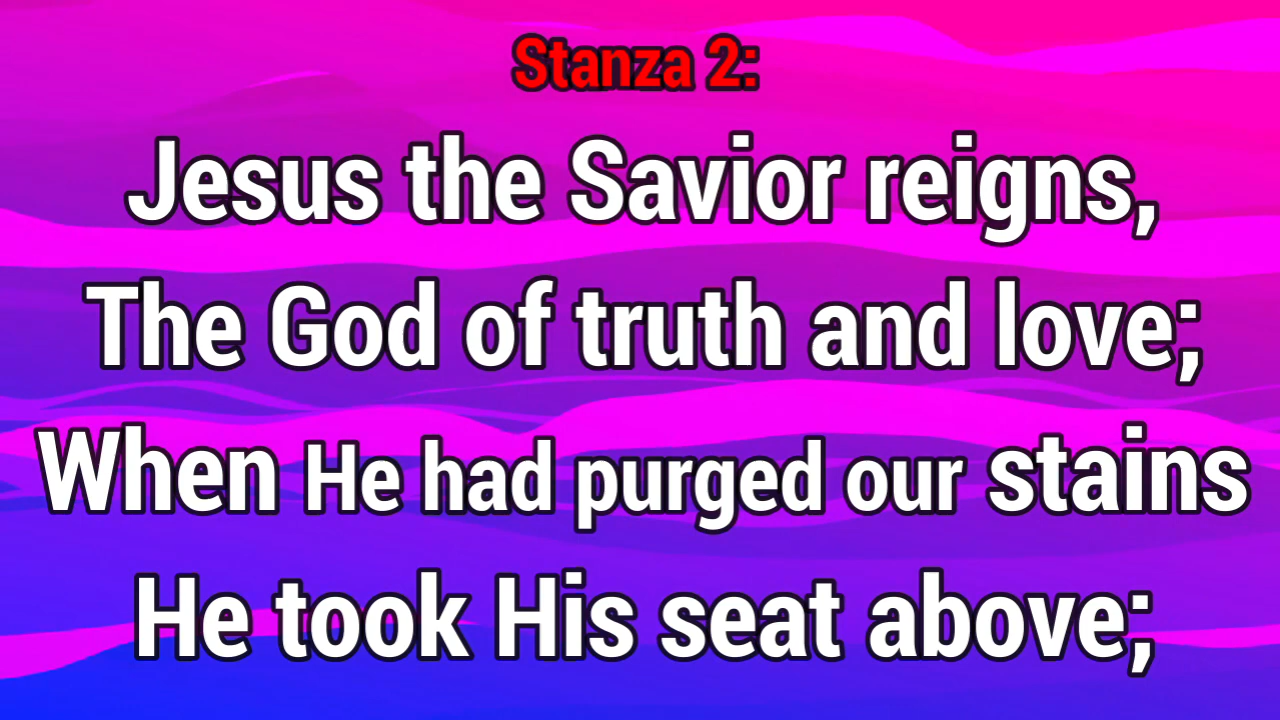 Stanza 2:
Jesus the Savior reigns,
The God of truth and love;
When He had purged our stains
He took His seat above;